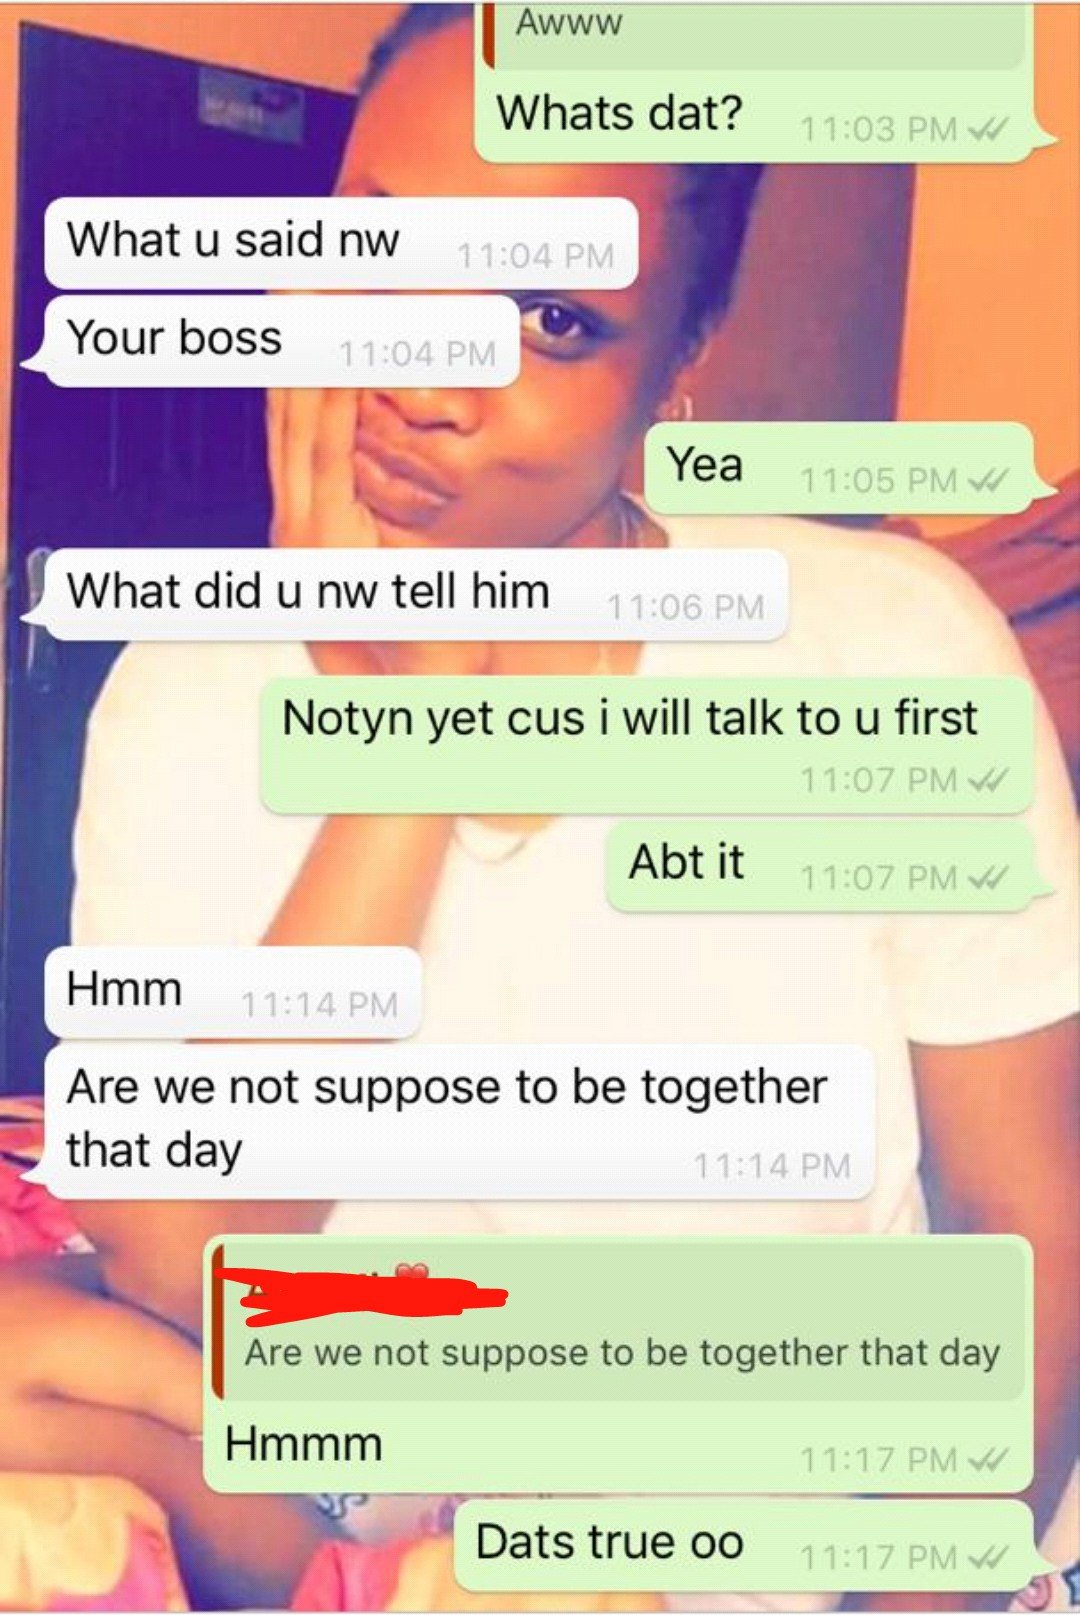 Awww
Whats dat?
11:03 PM
What u said nw
11:04 PM
Your boss
11:04 PM
Yea
11:05 PM
What did u nw tell him
11:06 PM
Notyn yet cus i will talk to u first
11:07 PM
Abt it
11:07 PM
Hmm
11:14 PM
Are we not suppose to be together
that day
11:14 PM
Are we not suppose to be together that day
Hmmm
11:17 PM
Dats true oo
11:17 PM